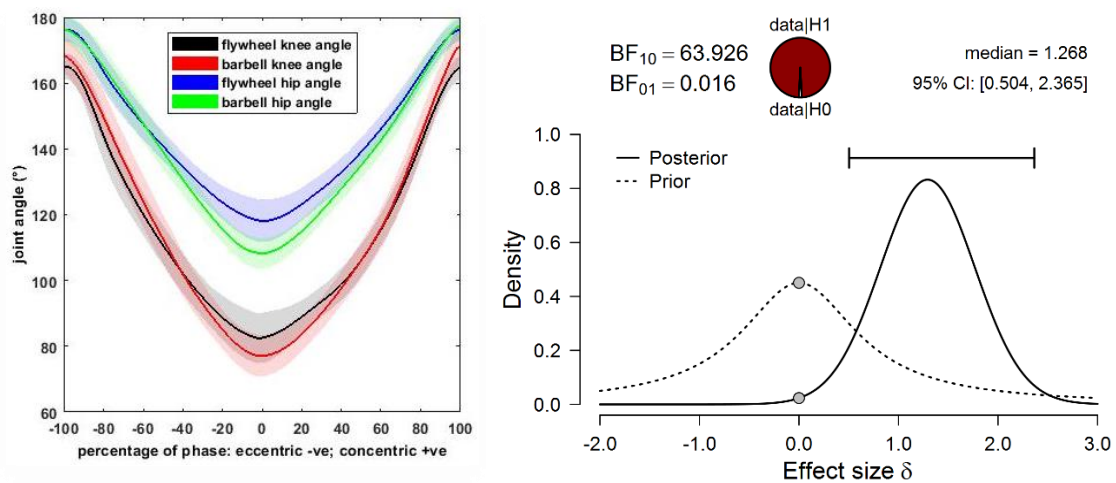 180
160
140
120
100
80
60
joint angle (°)
flywheel knee angle
barbell knee angle
flywheel hip angle
barbell hip angle
-100 -80 -60 -40 -20 0 20 40 60 80 100
percentage of phase: eccentric -ve; concentric +ve
data|H1
BF10 = 63.926
BF01 = 0.016
data|H0
median = 1.268
95% CI: [0.504, 2.365]
1.0
0.8
0.6
0.4
0.2
0.0
Density
Posterior
Prior
-2.0 -1.0 0.0 1.0 2.0 3.0
Effect size δ